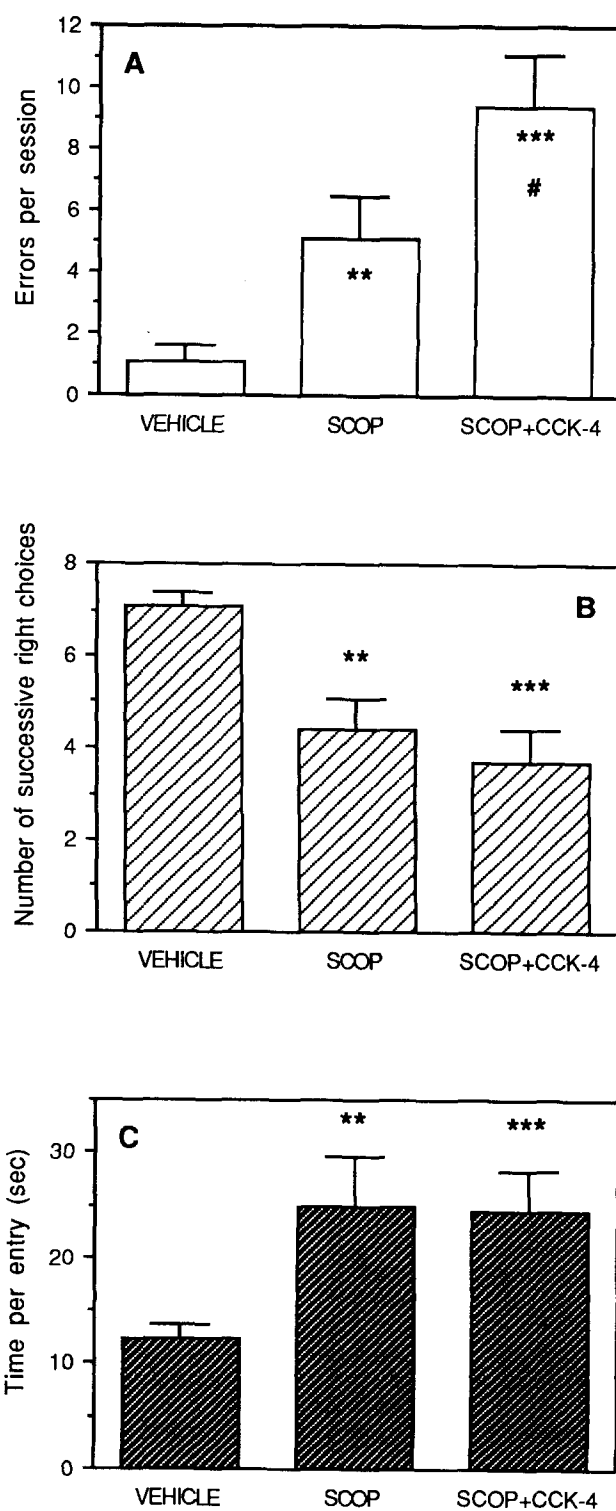 12
A
10
***
8
#
6
**
4
2
0
Errors per session
VEHICLE SCOP SCOP+CCK-4
8
B
6
**
***
4
2
0
Number of successive right choices
VEHICLE SCOP SCOP+CCK-4
C
**
***
30
20
10
0
Time per entry (sec)
VEHICLE SCOP SCOP+CCK-4